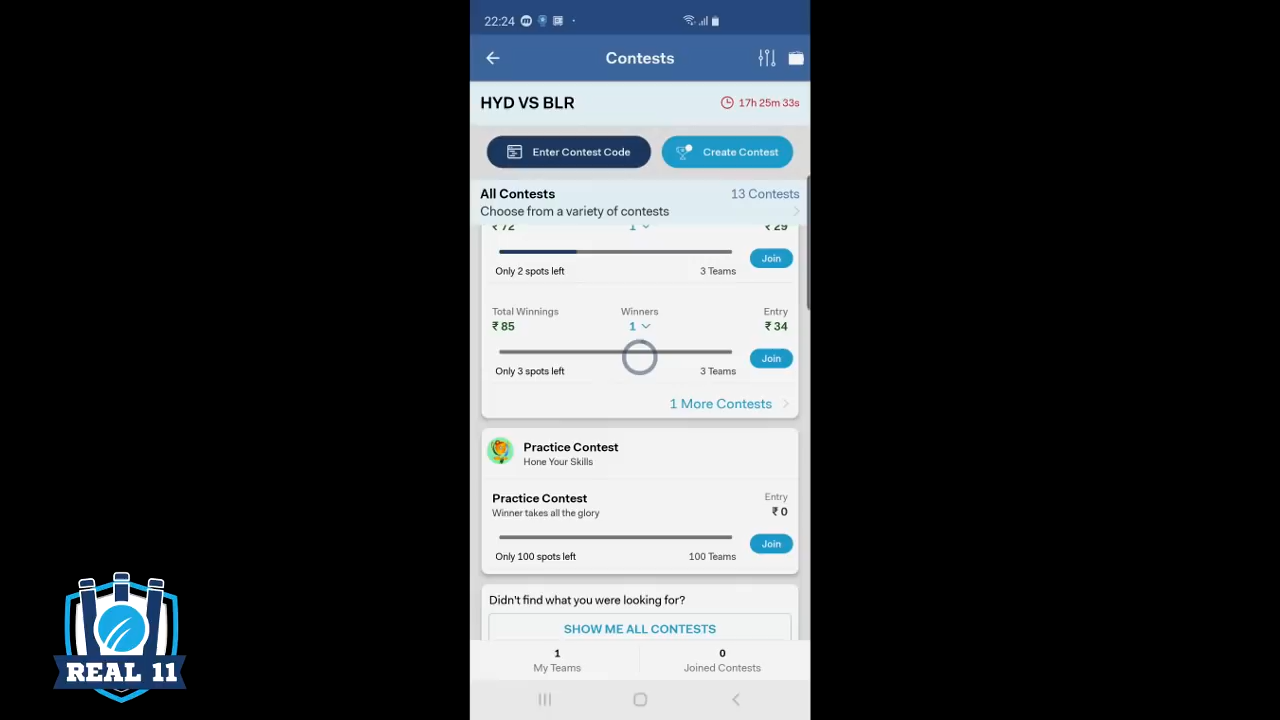 22:24
Contests
HYD VS BLR
17h 25m 33s
Enter Contest Code
Create Contest
All Contests
13 Contests
Choose from a variety of contests
₹ 72
1
₹ 29
Join
Only 2 spots left
3 Teams
Total Winnings
Winners
Entry
₹ 85
1
₹ 34
Join
Only 3 spots left
3 Teams
1 More Contests
Practice Contest
Hone Your Skills
Practice Contest
Entry
Winner takes all the glory
₹ 0
Join
Only 100 spots left
100 Teams
Didn't find what you were looking for?
SHOW ME ALL CONTESTS
1
My Teams
0
Joined Contests
REAL 11